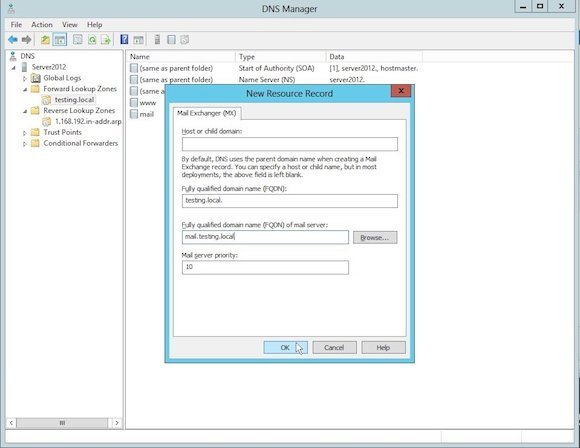 DNS Manager
File Action View Help
DNS
Server2012
Global Logs
Forward Lookup Zones
testing.local
Reverse Lookup Zones
1.168.192.in-addr.arp
Trust Points
Conditional Forwarders
Name Type Data
(same as parent folder) Start of Authority (SOA) [1], server2012., hostmaster.
(same as parent folder) Name Server (NS) server2012.
(same a
www
mail
New Resource Record
Mail Exchanger (MX)
Host or child domain:
By default, DNS uses the parent domain name when creating a Mail
Exchange record. You can specify a host or child name, but in most
deployments, the above field is left blank.
Fully qualified domain name (FQDN):
testing.local.
Fully qualified domain name (FQDN) of mail server:
mail.testing.local
Browse...
Mail server priority:
10
OK Cancel Help